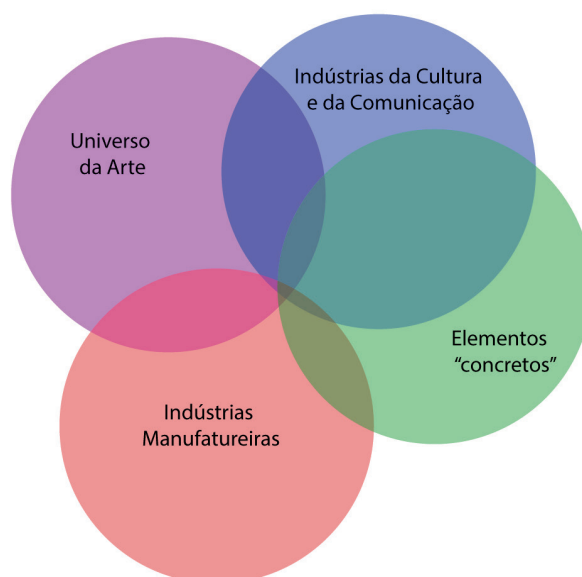 Indústrias da Cultura
e da Comunicação
Universo
da Arte
Elementos
“concretos”
Indústrias
Manufatureiras